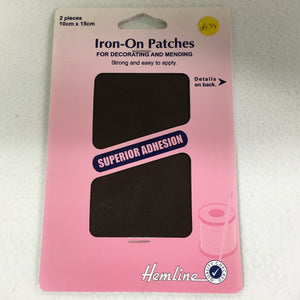 2 pieces
10cm x 15cm
Iron-On Patches
FOR DECORATING AND MENDING
Strong and easy to apply.
Details
on back.
SUPERIOR ADHESION
Hemline